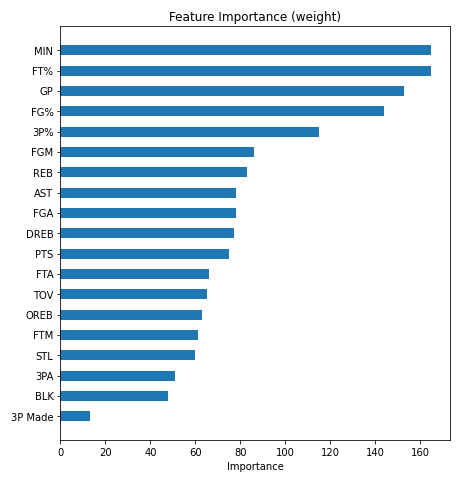 Feature Importance (weight)
MIN
FT%
GP
FG%
3P%
FGM
REB
AST
FGA
DREB
PTS
FTA
TOV
OREB
FTM
STL
3PA
BLK
3P Made
0 20 40 60 80 100 120 140 160
Importance